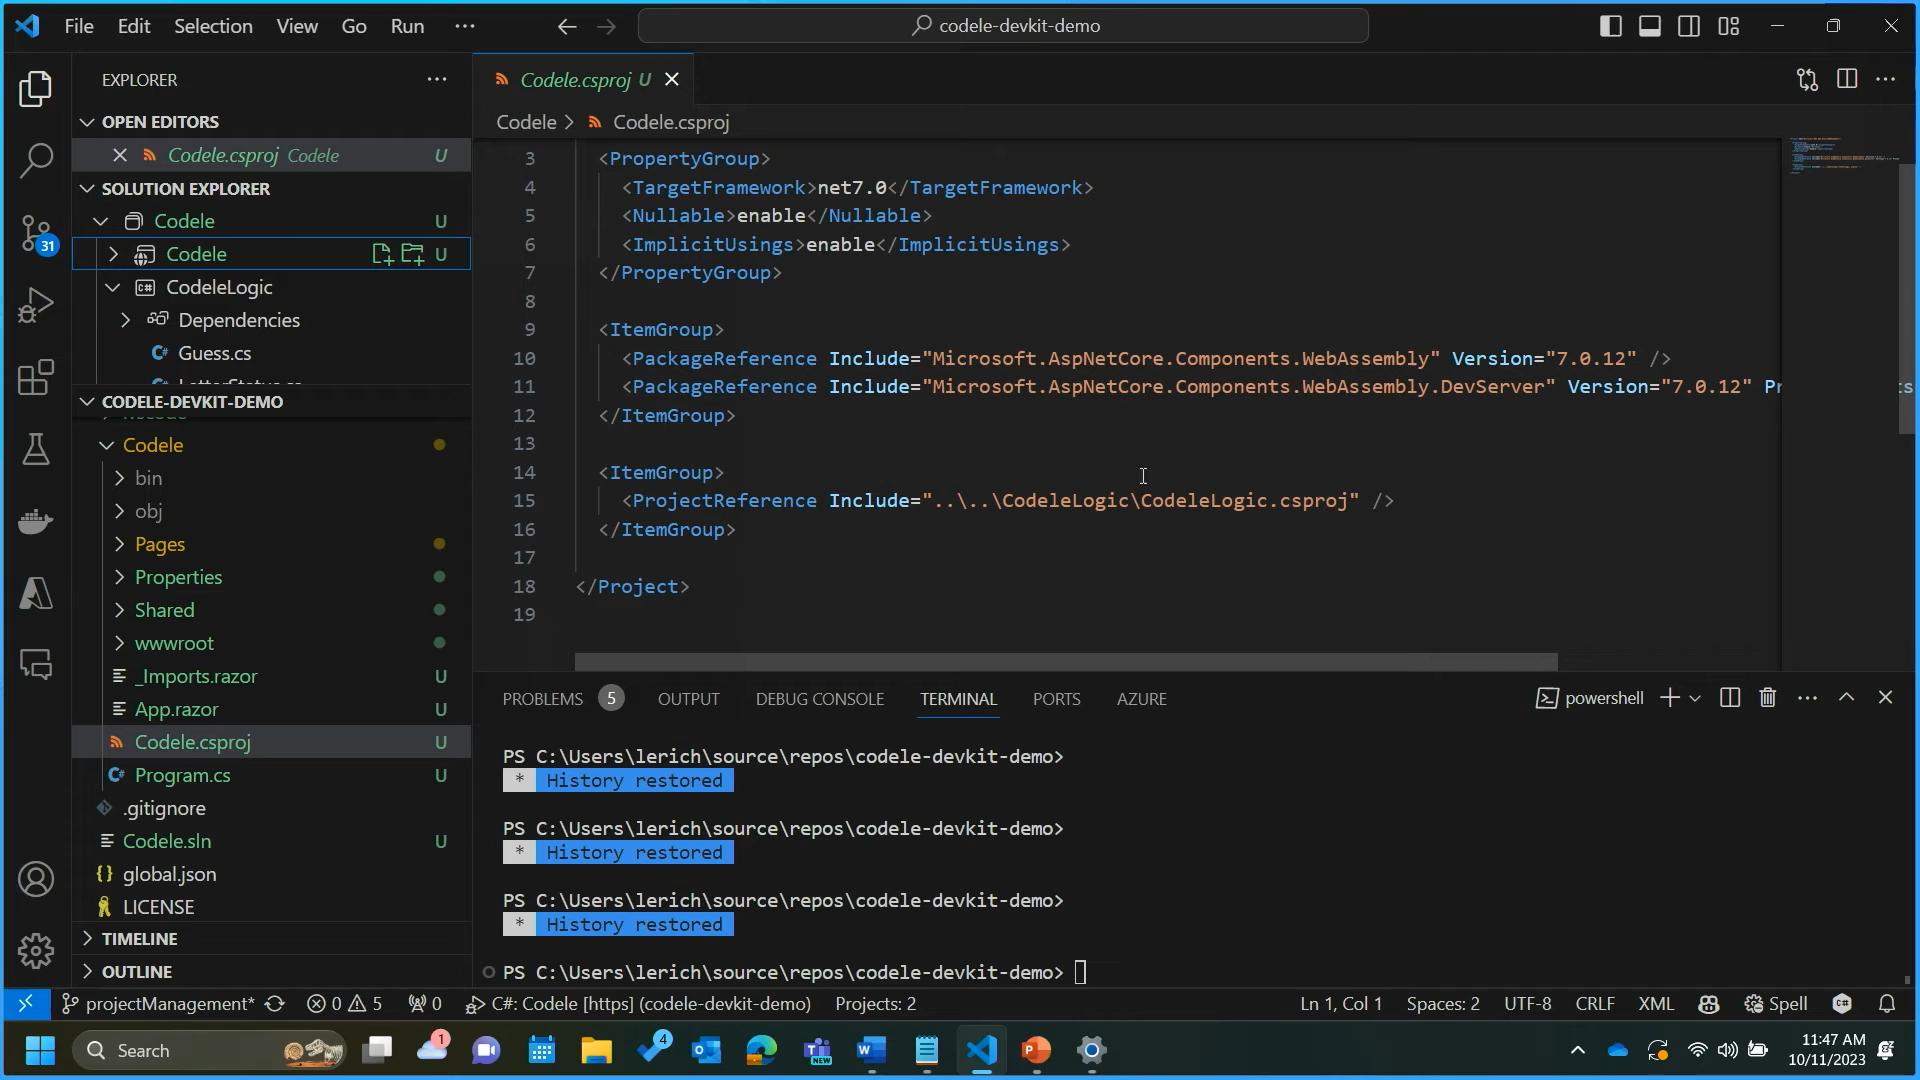 File Edit Selection View Go Run ···
codele-devkit-demo
EXPLORER
OPEN EDITORS
Codele.csproj Codele U
SOLUTION EXPLORER
Codele U
Codele U
CodeleLogic
Dependencies
C# Guess.cs
CODELE-DEVKIT-DEMO
Codele
bin
obj
Pages
Properties
Shared
wwwroot
_Imports.razor U
App.razor U
Codele.csproj U
C# Program.cs U
.gitignore
Codele.sln U
{} global.json
LICENSE
TIMELINE
OUTLINE
31
Codele.csproj U
Codele > Codele.csproj
3 <PropertyGroup>
4 <TargetFramework>net7.0</TargetFramework>
5 <Nullable>enable</Nullable>
6 <ImplicitUsings>enable</ImplicitUsings>
7 </PropertyGroup>
8
9 <ItemGroup>
10 <PackageReference Include="Microsoft.AspNetCore.Components.WebAssembly" Version="7.0.12" />
11 <PackageReference Include="Microsoft.AspNetCore.Components.WebAssembly.DevServer" Version="7.0.12" Pr
12 </ItemGroup>
13
14 <ItemGroup>
15 <ProjectReference Include="..\..\CodeleLogic\CodeleLogic.csproj" />
16 </ItemGroup>
17
18 </Project>
19
PROBLEMS 5 OUTPUT DEBUG CONSOLE TERMINAL PORTS AZURE
powershell
PS C:\Users\lerich\source\repos\codele-devkit-demo>
* History restored
PS C:\Users\lerich\source\repos\codele-devkit-demo>
* History restored
PS C:\Users\lerich\source\repos\codele-devkit-demo>
* History restored
PS C:\Users\lerich\source\repos\codele-devkit-demo>
projectManagement* 0 5 0 C#: Codele [https] (codele-devkit-demo) Projects: 2
Ln 1, Col 1 Spaces: 2 UTF-8 CRLF XML Spell
Search
1
4
NEW
11:47 AM
10/11/2023